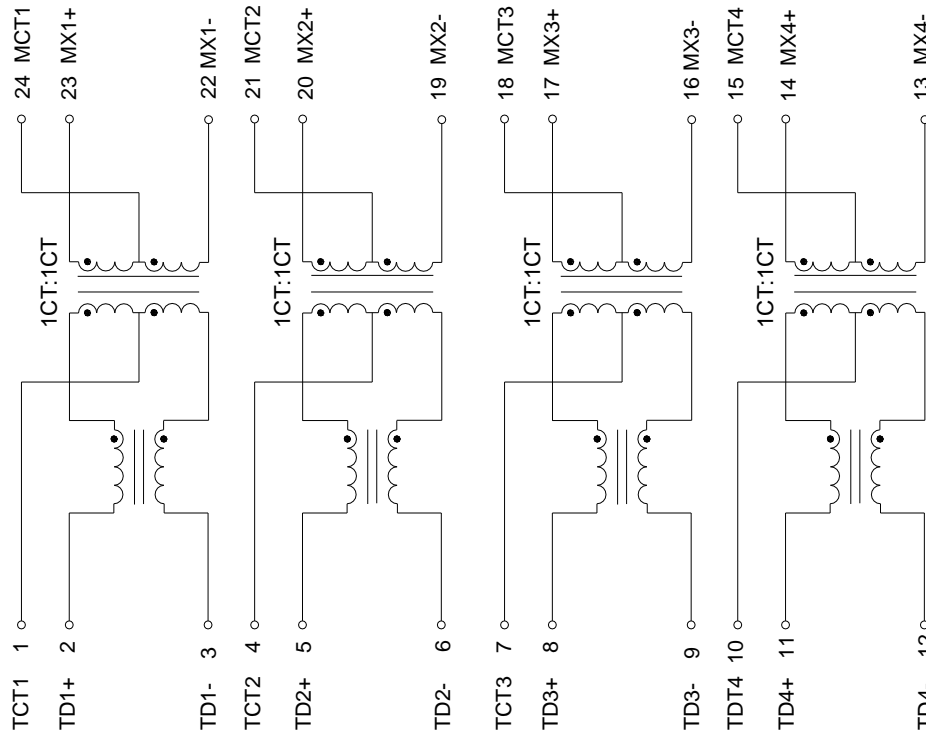 24 MCT1
23 MX1+
22 MX1-
21 MCT2
20 MX2+
19 MX2-
18 MCT3
17 MX3+
16 MX3-
15 MCT4
14 MX4+
13 MX4-
1CT:1CT
1CT:1CT
1CT:1CT
1CT:1CT
TCT1 1
TD1+ 2
TD1- 3
TCT2 4
TD2+ 5
TD2- 6
TCT3 7
TD3+ 8
TD3- 9
TDT4 10
TD4+ 11
TD4- 12